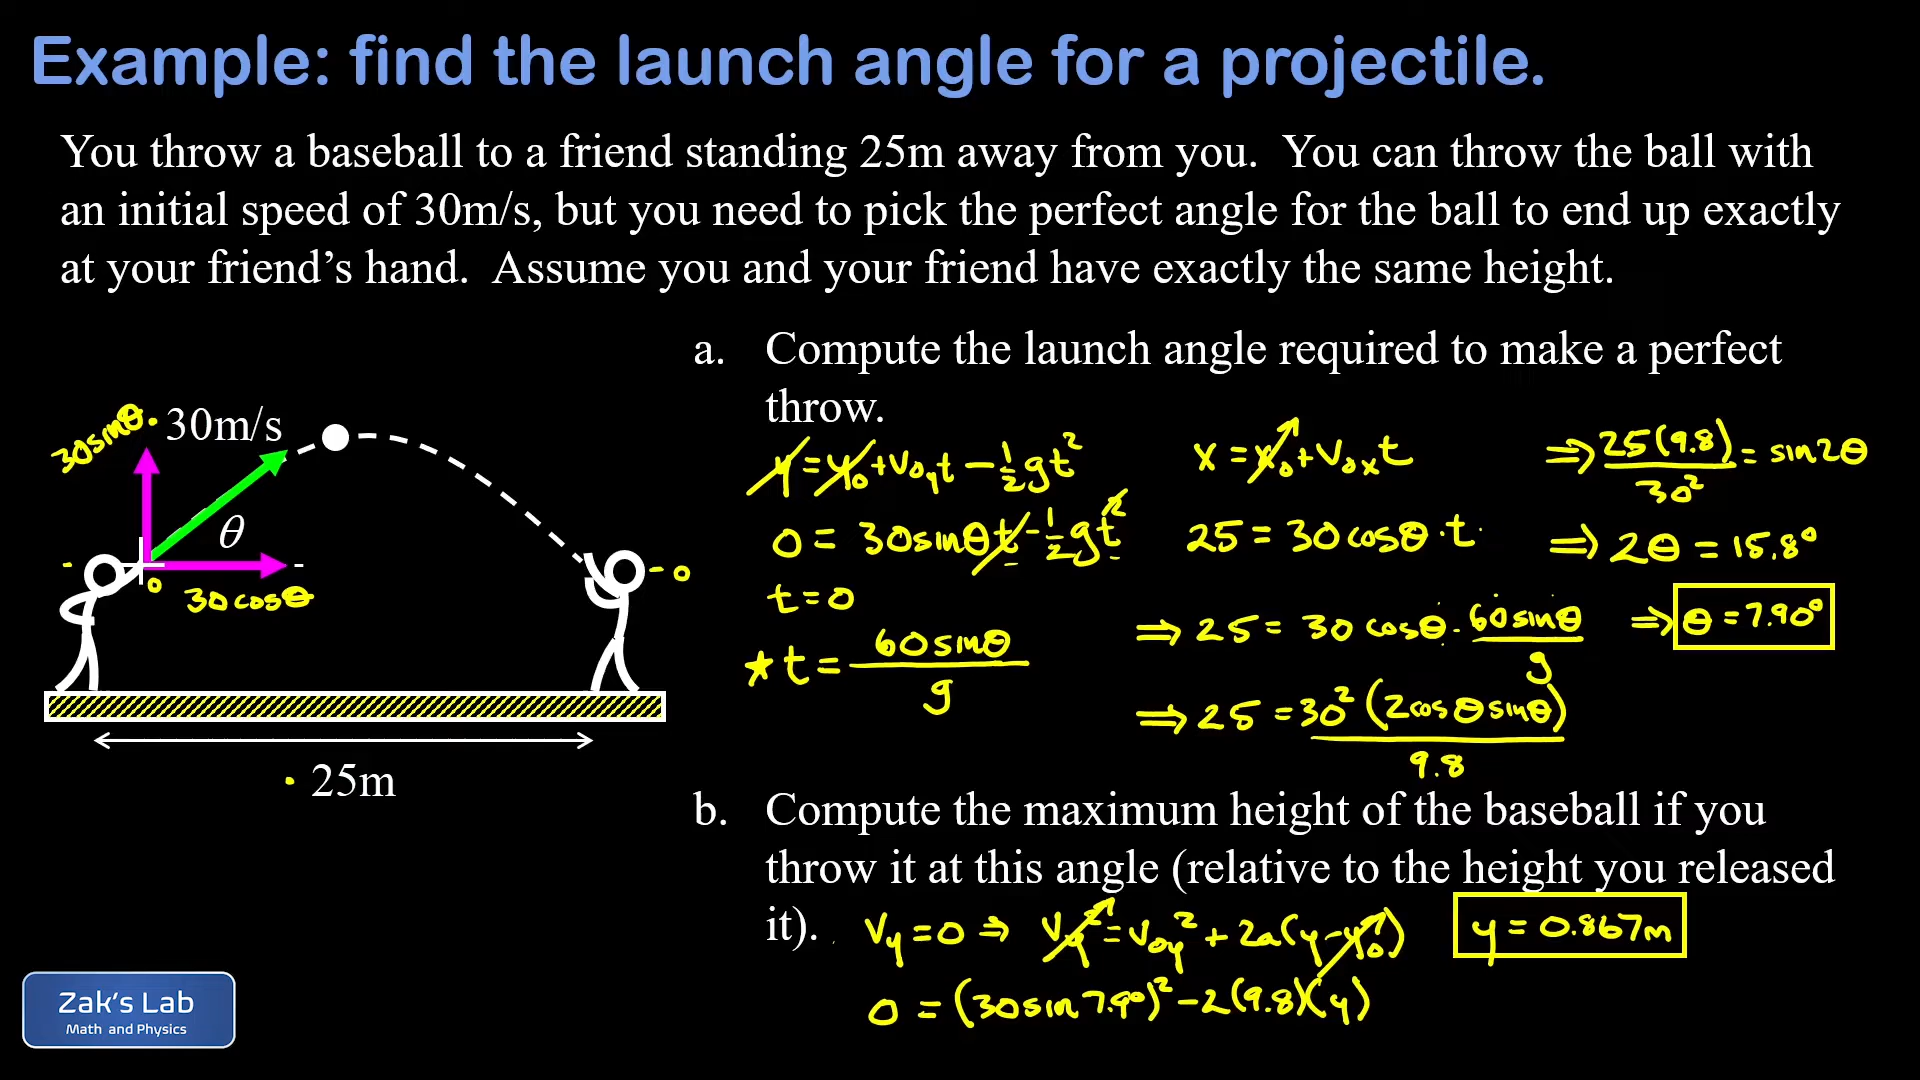 Example: find the launch angle for a projectile.
You throw a baseball to a friend standing 25m away from you.  You can throw the ball with
an initial speed of 30m/s, but you need to pick the perfect angle for the ball to end up exactly
at your friend’s hand.  Assume you and your friend have exactly the same height.
a. Compute the launch angle required to make a perfect
throw.
30sinθ
30m/s
θ
0
30cosθ
- 0
25m
y = y₀ + v₀yt - ½gt²
0 = 30sinθt - ½gt²
t = 0
★ t = 60sinθ / g
x = x₀ + v₀xt
25 = 30cosθ·t
⇒ 25 = 30cosθ · 60sinθ / g
⇒ 25 = 30²(2cosθsinθ) / 9.8
⇒ 25(9.8) / 30² = sin2θ
⇒ 2θ = 15.8°
⇒ θ = 7.90°
b. Compute the maximum height of the baseball if you
throw it at this angle (relative to the height you released
it).
vy = 0 ⇒ vy² = v₀y² + 2a(y - y₀)
y = 0.867m
0 = (30sin7.9°)² - 2(9.8)(y)
Zak's Lab
Math and Physics